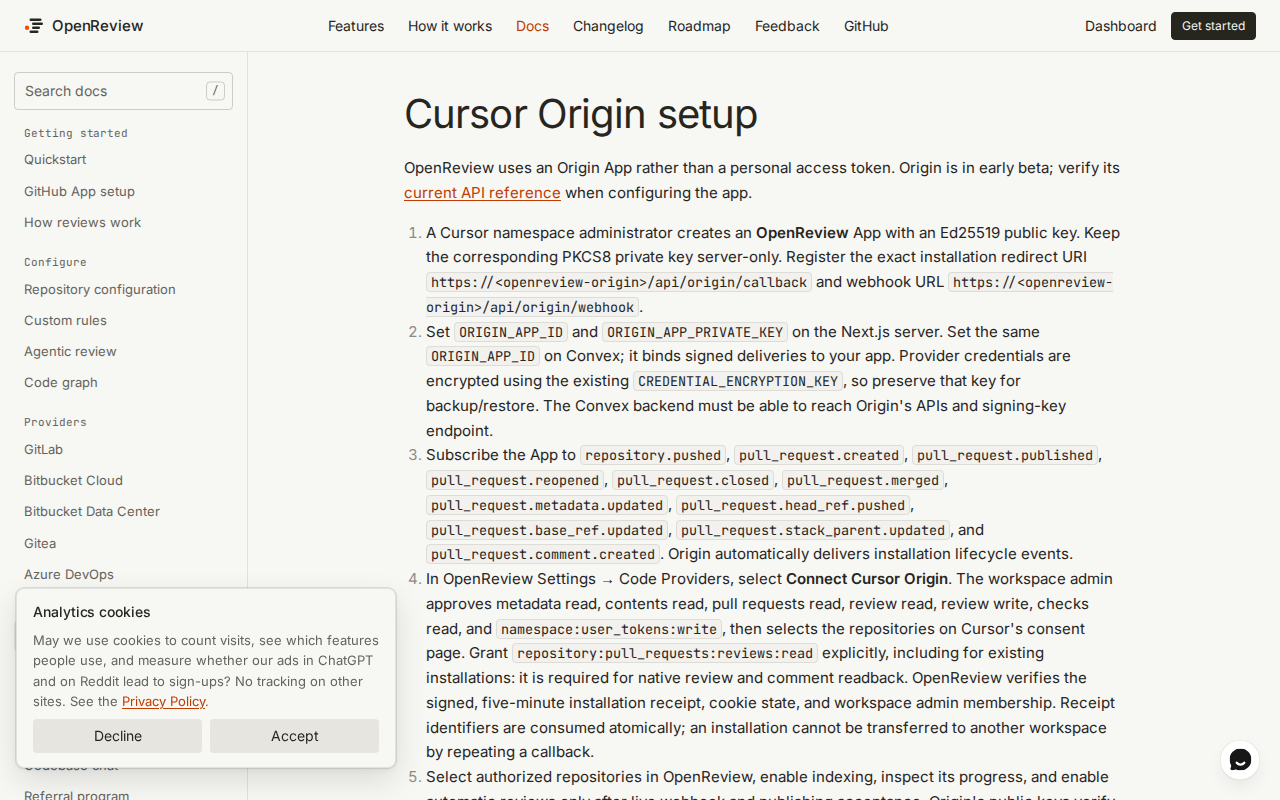 OpenReview
Features
How it works
Docs
Changelog
Roadmap
Feedback
GitHub
Dashboard
Get started
Search docs
/
Getting started
Quickstart
GitHub App setup
How reviews work
Configure
Repository configuration
Custom rules
Agentic review
Code graph
Providers
GitLab
Bitbucket Cloud
Bitbucket Data Center
Gitea
Azure DevOps
Codebase chat
Referral program
Cursor Origin setup
OpenReview uses an Origin App rather than a personal access token. Origin is in early beta; verify its
current API reference when configuring the app.
1. A Cursor namespace administrator creates an OpenReview App with an Ed25519 public key. Keep
the corresponding PKCS8 private key server-only. Register the exact installation redirect URI
https://<openreview-origin>/api/origin/callback and webhook URL https://<openreview-
origin>/api/origin/webhook.
2. Set ORIGIN_APP_ID and ORIGIN_APP_PRIVATE_KEY on the Next.js server. Set the same
ORIGIN_APP_ID on Convex; it binds signed deliveries to your app. Provider credentials are
encrypted using the existing CREDENTIAL_ENCRYPTION_KEY, so preserve that key for
backup/restore. The Convex backend must be able to reach Origin's APIs and signing-key
endpoint.
3. Subscribe the App to repository.pushed, pull_request.created, pull_request.published,
pull_request.reopened, pull_request.closed, pull_request.merged,
pull_request.metadata.updated, pull_request.head_ref.pushed,
pull_request.base_ref.updated, pull_request.stack_parent.updated, and
pull_request.comment.created. Origin automatically delivers installation lifecycle events.
4. In OpenReview Settings → Code Providers, select Connect Cursor Origin. The workspace admin
approves metadata read, contents read, pull requests read, review read, review write, checks
read, and namespace:user_tokens:write, then selects the repositories on Cursor's consent
page. Grant repository:pull_requests:reviews:read explicitly, including for existing
installations: it is required for native review and comment readback. OpenReview verifies the
signed, five-minute installation receipt, cookie state, and workspace admin membership. Receipt
identifiers are consumed atomically; an installation cannot be transferred to another workspace
by repeating a callback.
5. Select authorized repositories in OpenReview, enable indexing, inspect its progress, and enable
automatic reviews only after live webhook and publishing acceptance. Origin's public keys verify
Analytics cookies
May we use cookies to count visits, see which features
people use, and measure whether our ads in ChatGPT
and on Reddit lead to sign-ups? No tracking on other
sites. See the Privacy Policy.
Decline
Accept